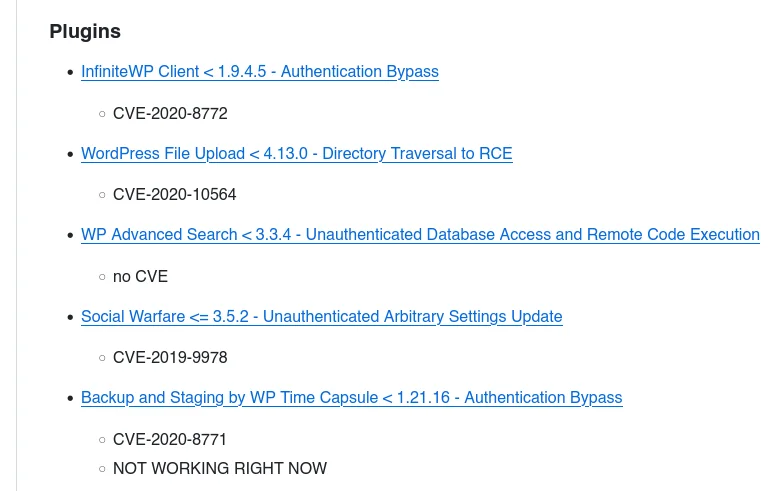 Plugins
InfiniteWP Client < 1.9.4.5 - Authentication Bypass
CVE-2020-8772
WordPress File Upload < 4.13.0 - Directory Traversal to RCE
CVE-2020-10564
WP Advanced Search < 3.3.4 - Unauthenticated Database Access and Remote Code Execution
no CVE
Social Warfare <= 3.5.2 - Unauthenticated Arbitrary Settings Update
CVE-2019-9978
Backup and Staging by WP Time Capsule < 1.21.16 - Authentication Bypass
CVE-2020-8771
NOT WORKING RIGHT NOW